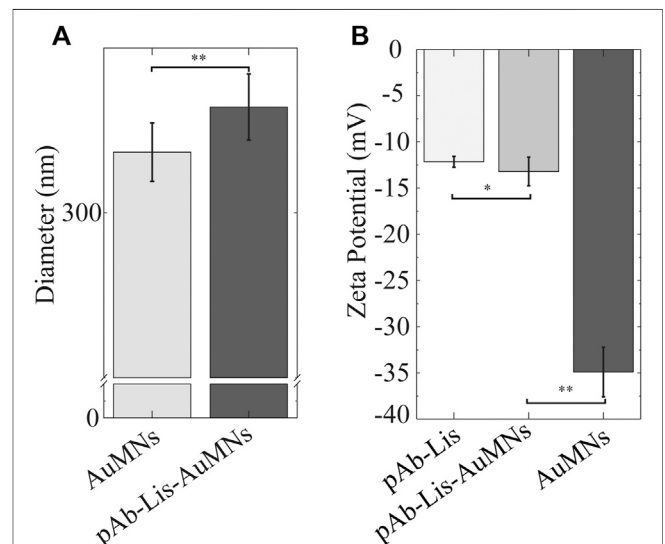 A
**
Diameter (nm)
300
0
AuMNs
pAb-Lis-AuMNs
B
0
-5
-10
-15
-20
-25
-30
-35
-40
Zeta Potential (mV)
*
**
pAb-Lis
pAb-Lis-AuMNs
AuMNs